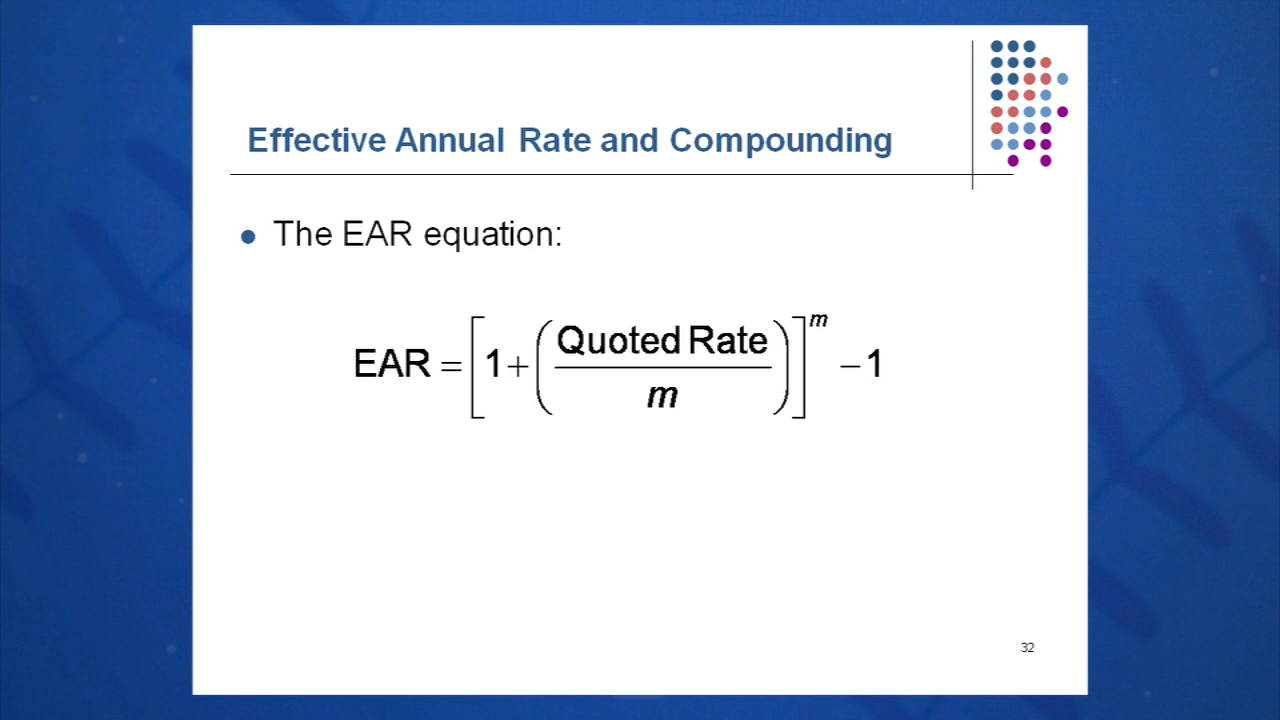 Effective Annual Rate and Compounding
The EAR equation:
EAR = [1+(Quoted Rate/m)]^m − 1
32